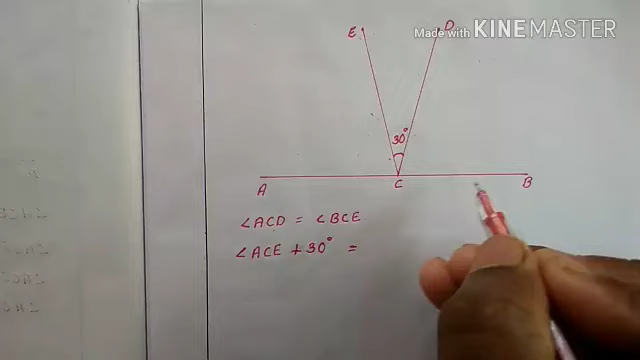 E
D
Made with KINEMASTER
30°
A
C
B
∠ACD = ∠BCE
∠ACE + 30° =